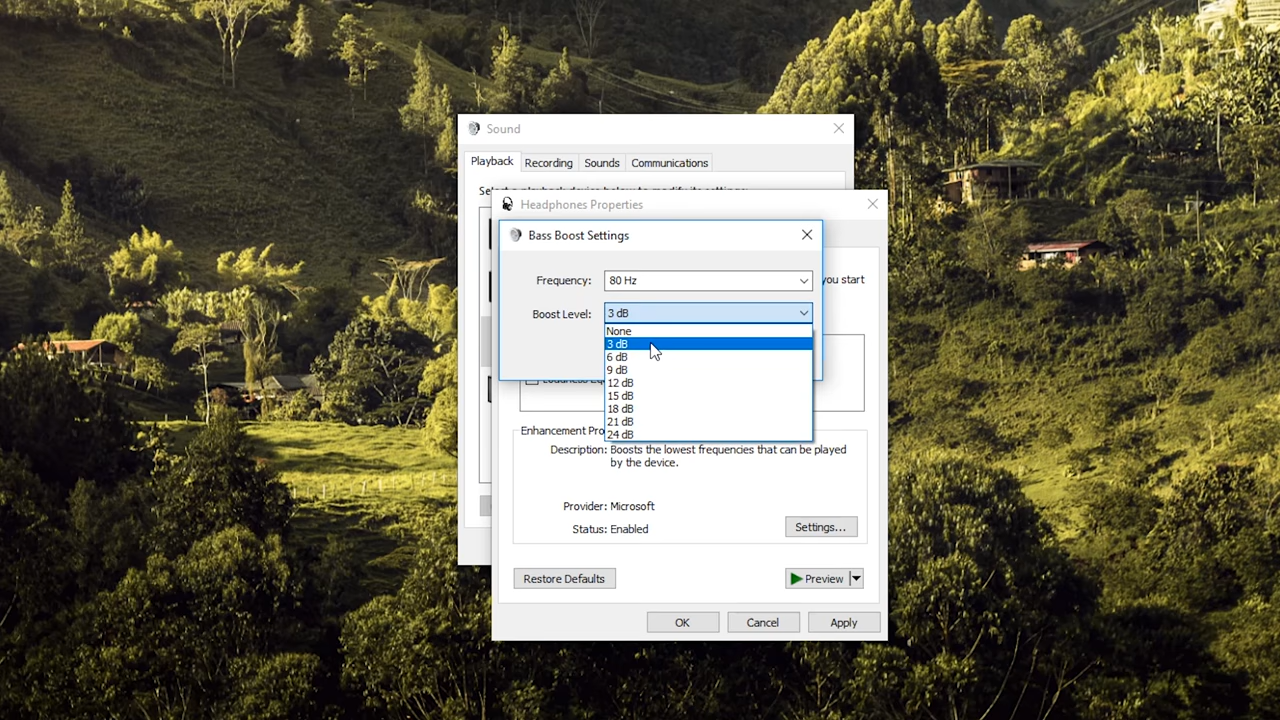 Sound
Playback
Recording
Sounds
Communications
Headphones Properties
Bass Boost Settings
Frequency:
80 Hz
you start
Boost Level:
3 dB
None
3 dB
6 dB
9 dB
12 dB
15 dB
18 dB
21 dB
24 dB
Description: Boosts the lowest frequencies that can be played
by the device.
Provider: Microsoft
Status: Enabled
Settings...
Restore Defaults
Preview
OK
Cancel
Apply